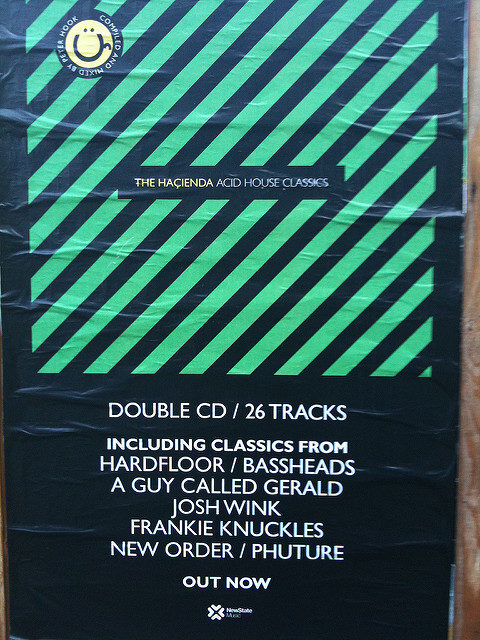 COMPILED AND MIXED BY PETER HOOK
THE HAÇIENDA ACID HOUSE CLASSICS
DOUBLE CD / 26 TRACKS
INCLUDING CLASSICS FROM
HARDFLOOR / BASSHEADS
A GUY CALLED GERALD
JOSH WINK
FRANKIE KNUCKLES
NEW ORDER / PHUTURE
OUT NOW
NewState
Music